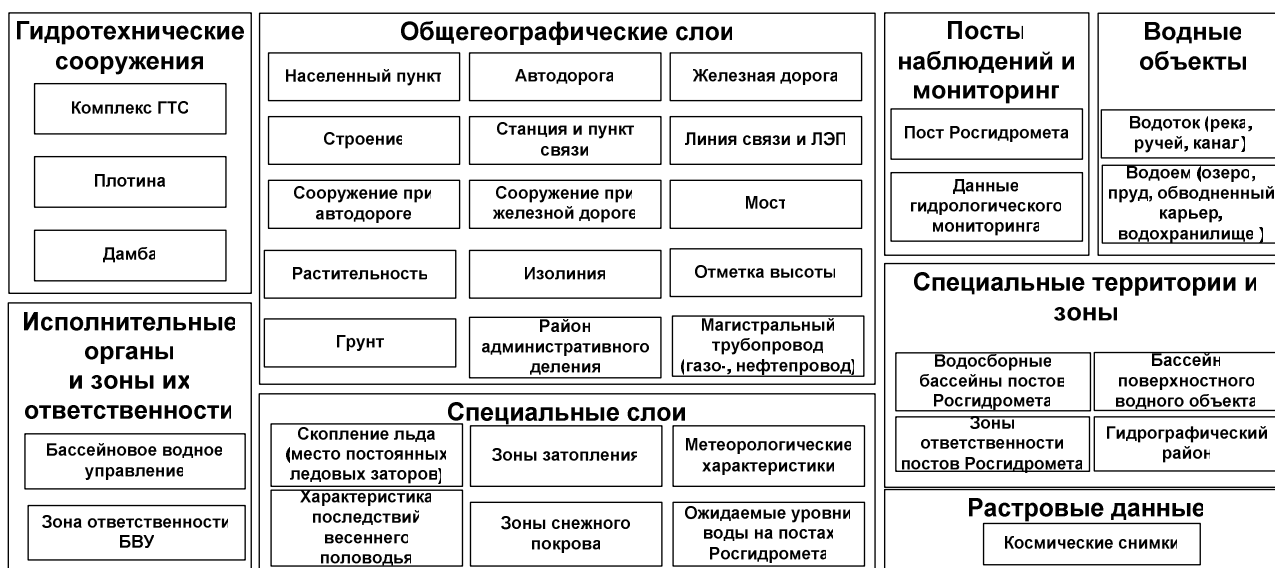 Гидротехнические
сооружения
Комплекс ГТС
Плотина
Дамба
Исполнительные
органы
и зоны их
ответственности
Бассейновое водное
управление
Зона ответственности
БВУ
Общегеографические слои
Населенный пункт
Автодорога
Железная дорога
Строение
Станция и пункт
связи
Линия связи и ЛЭП
Сооружение при
автодороге
Сооружение при
железной дороге
Мост
Растительность
Изолиния
Отметка высоты
Грунт
Район
административного
деления
Магистральный
трубопровод
(газо-, нефтепровод)
Специальные слои
Скопление льда
(место постоянных
ледовых заторов)
Зоны затопления
Метеорологические
характеристики
Характеристика
последствий
весеннего
половодья
Зоны снежного
покрова
Ожидаемые уровни
воды на постах
Росгидромета
Посты
наблюдений и
мониторинг
Пост Росгидромета
Данные
гидрологического
мониторинга
Водные
объекты
Водоток (река,
ручей, канал)
Водоем (озеро,
пруд, обводненный
карьер,
водохранилище )
Специальные территории и
зоны
Водосборные
бассейны постов
Росгидромета
Бассейн
поверхностного
водного объекта
Зоны
ответственности
постов Росгидромета
Гидрографический
район
Растровые данные
Космические снимки